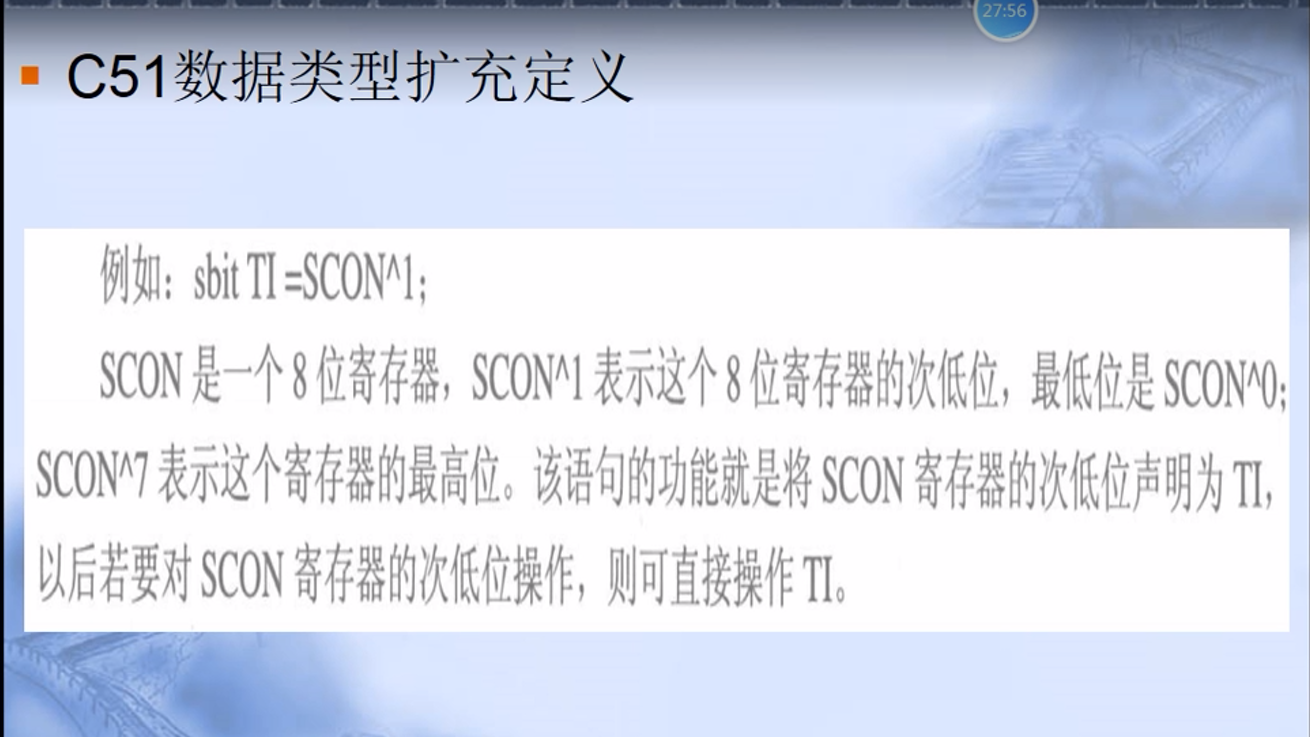 27:56
C51数据类型扩充定义
例如：sbit TI =SCON^1;
SCON 是一个 8 位寄存器，SCON^1 表示这个 8 位寄存器的次低位，最低位是 SCON^0;
SCON^7 表示这个寄存器的最高位。该语句的功能就是将 SCON 寄存器的次低位声明为 TI，
以后若要对 SCON 寄存器的次低位操作，则可直接操作 TI。